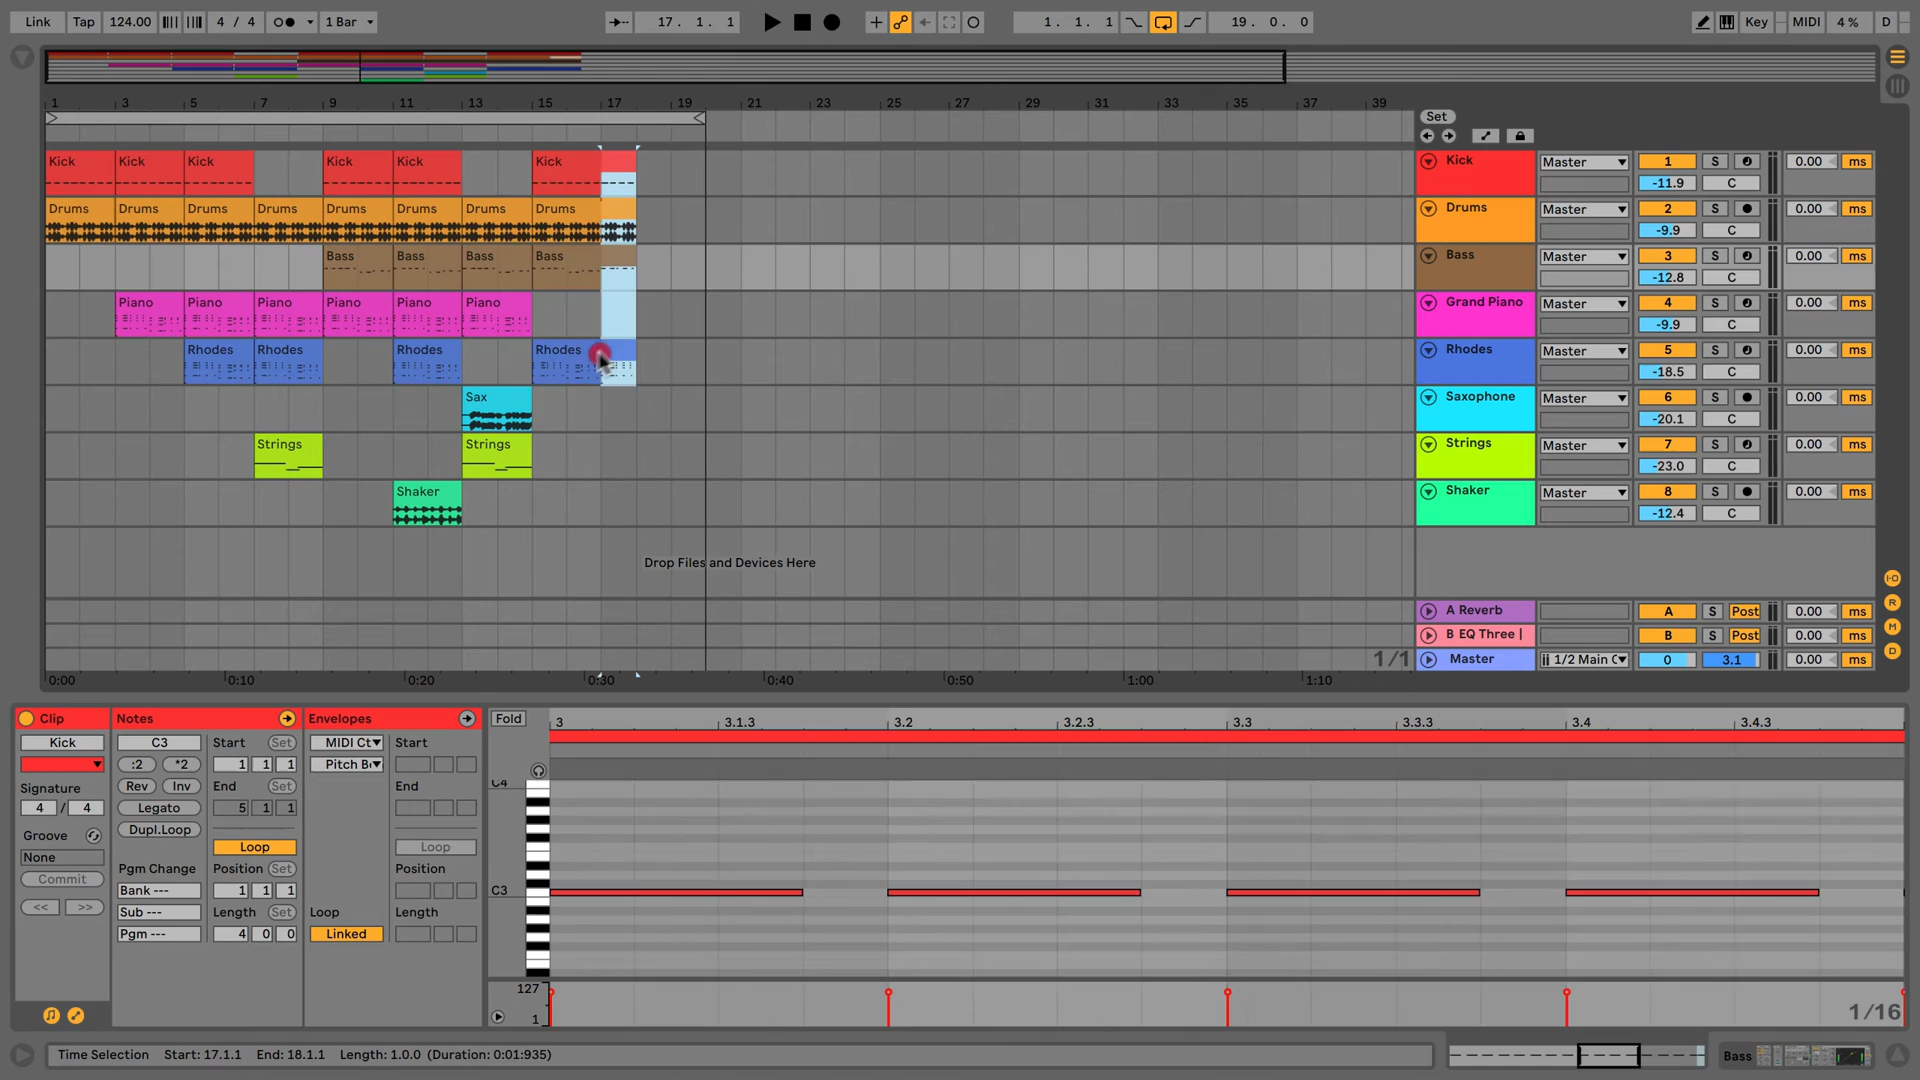 Link Tap 124.00 4 / 4 1 Bar 17. 1. 1 1. 1. 1 19. 0. 0 Key MIDI 4 % D
1 3 5 7 9 11 13 15 17 19 21 23 25 27 29 31 33 35 37 39
Set
Kick Kick Kick Kick Kick Kick
Kick Master 1 S 0.00 ms
-11.9 C
Drums Drums Drums Drums Drums Drums Drums Drums
Drums Master 2 S 0.00 ms
-9.9 C
Bass Bass Bass Bass
Bass Master 3 S 0.00 ms
-12.8 C
Piano Piano Piano Piano Piano Piano
Grand Piano Master 4 S 0.00 ms
-9.9 C
Rhodes Rhodes Rhodes Rhodes
Rhodes Master 5 S 0.00 ms
-18.5 C
Sax
Saxophone Master 6 S 0.00 ms
-20.1 C
Strings Strings
Strings Master 7 S 0.00 ms
-23.0 C
Shaker
Shaker Master 8 S 0.00 ms
-12.4 C
Drop Files and Devices Here
A Reverb A S Post 0.00 ms
B EQ Three | B S Post 0.00 ms
1/1 Master 1/2 Main 0 3.1 0.00 ms
0:00 0:10 0:20 0:30 0:40 0:50 1:00 1:10
I-O
R
M
D
Clip Notes Envelopes Fold 3 3.1.3 3.2 3.2.3 3.3 3.3.3 3.4 3.4.3
Kick C3 Start Set MIDI Ct Start
:2 *2 1 1 1 Pitch B
Signature Rev Inv End Set End
4 / 4 Legato 5 1 1
Groove Dupl.Loop
None Loop Loop
Commit Pgm Change Position Set Position
<< >> Bank --- 1 1 1
Sub --- Length Set Loop Length
Pgm --- 4 0 0 Linked
C4
C3
127
1
1/16
Time Selection Start: 17.1.1 End: 18.1.1 Length: 1.0.0 (Duration: 0:01:935)
Bass